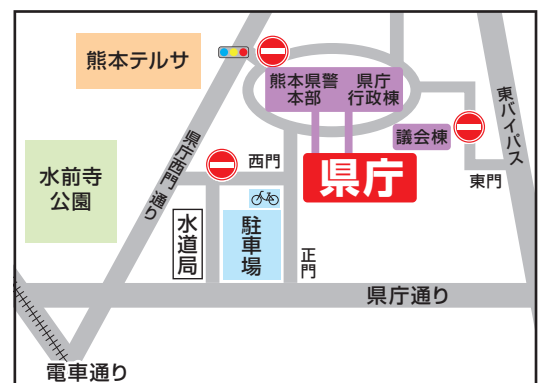 熊本テルサ
熊本県警
本部
県庁
行政棟
東バイパス
議会棟
県庁西門通り
西門
県庁
東門
水前寺
公園
水道局
駐車場
正門
県庁通り
電車通り